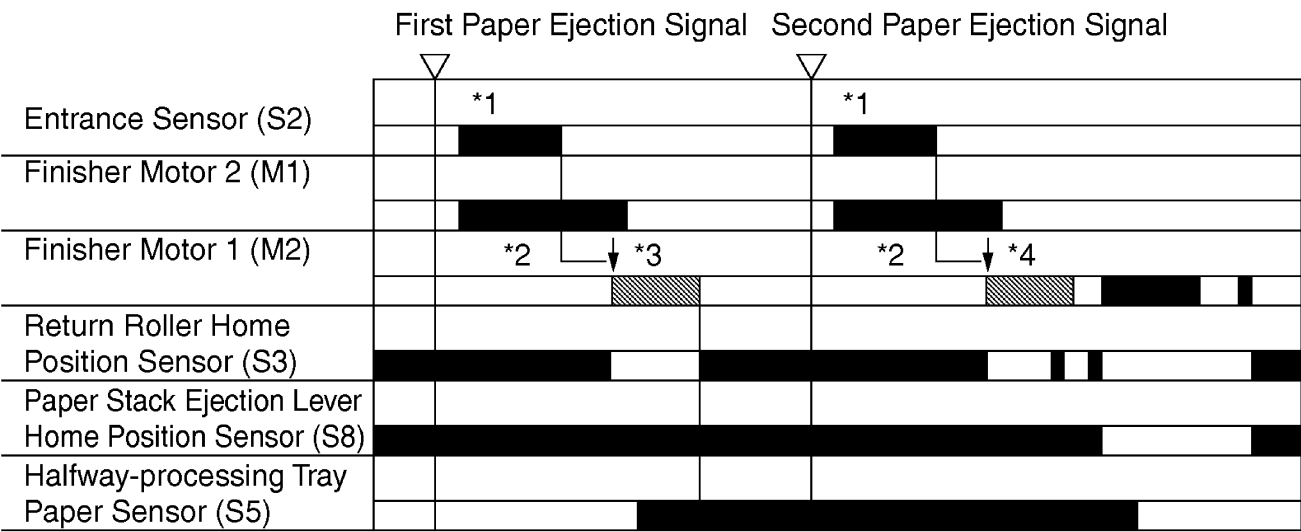 First Paper Ejection Signal Second Paper Ejection Signal
*1 *1
Entrance Sensor (S2)
Finisher Motor 2 (M1)
Finisher Motor 1 (M2) *2 *3 *2 *4
Return Roller Home
Position Sensor (S3)
Paper Stack Ejection Lever
Home Position Sensor (S8)
Halfway-processing Tray
Paper Sensor (S5)